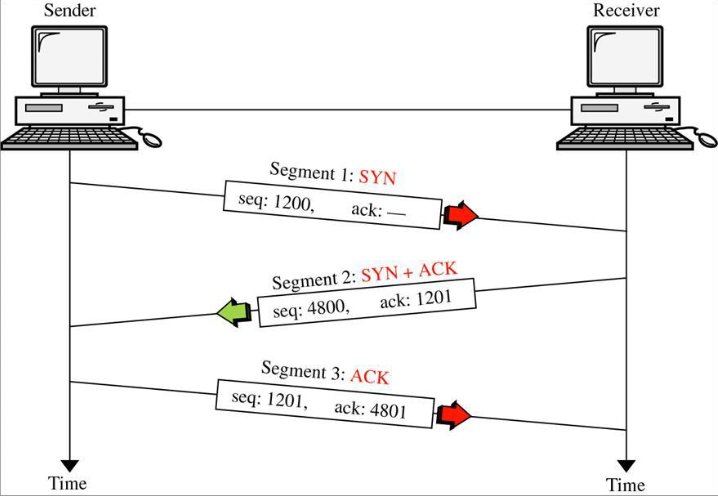 Sender
Receiver
Segment 1: SYN
seq: 1200, ack: —
Segment 2: SYN + ACK
seq: 4800, ack: 1201
Segment 3: ACK
seq: 1201, ack: 4801
Time
Time